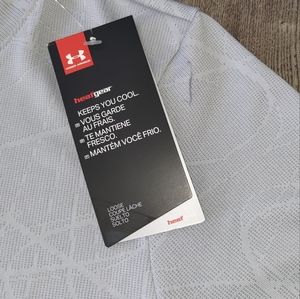 UNDER ARMOUR
heatgear
KEEPS YOU COOL.
= VOUS GARDE
AU FRAIS.
= TE MANTIENE
FRESCO.
= MANTÉM VOCÊ FRIO.
LOOSE
COUPE LÂCHE
SUELTO
SOLTO
heat